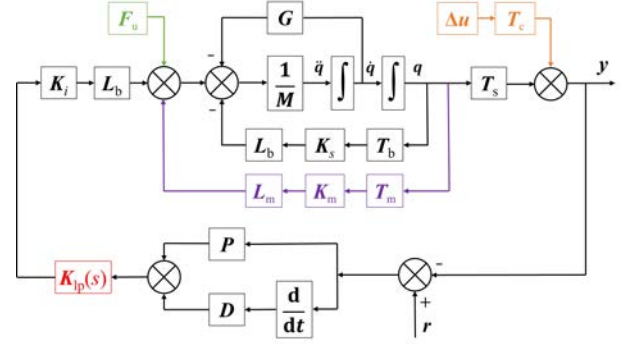 F_u G Δu T_c
− q̈ q̇ q y
K_i L_b 1/M ∫ ∫ T_s
−
L_b K_s T_b
L_m K_m T_m
P −
K_lp(s)
D d/dt +
r